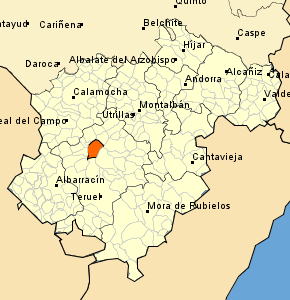 Quinto
atayud
Cariñena
Belchite
Caspe
Híjar
Daroca
Albalate del Arzobispo
Alcañiz
Cala
Andorra
Calamocha
Valde
Montalbán
Utrillas
eal del Campo
Cantavieja
Albarracín
Teruel
Mora de Rubielos